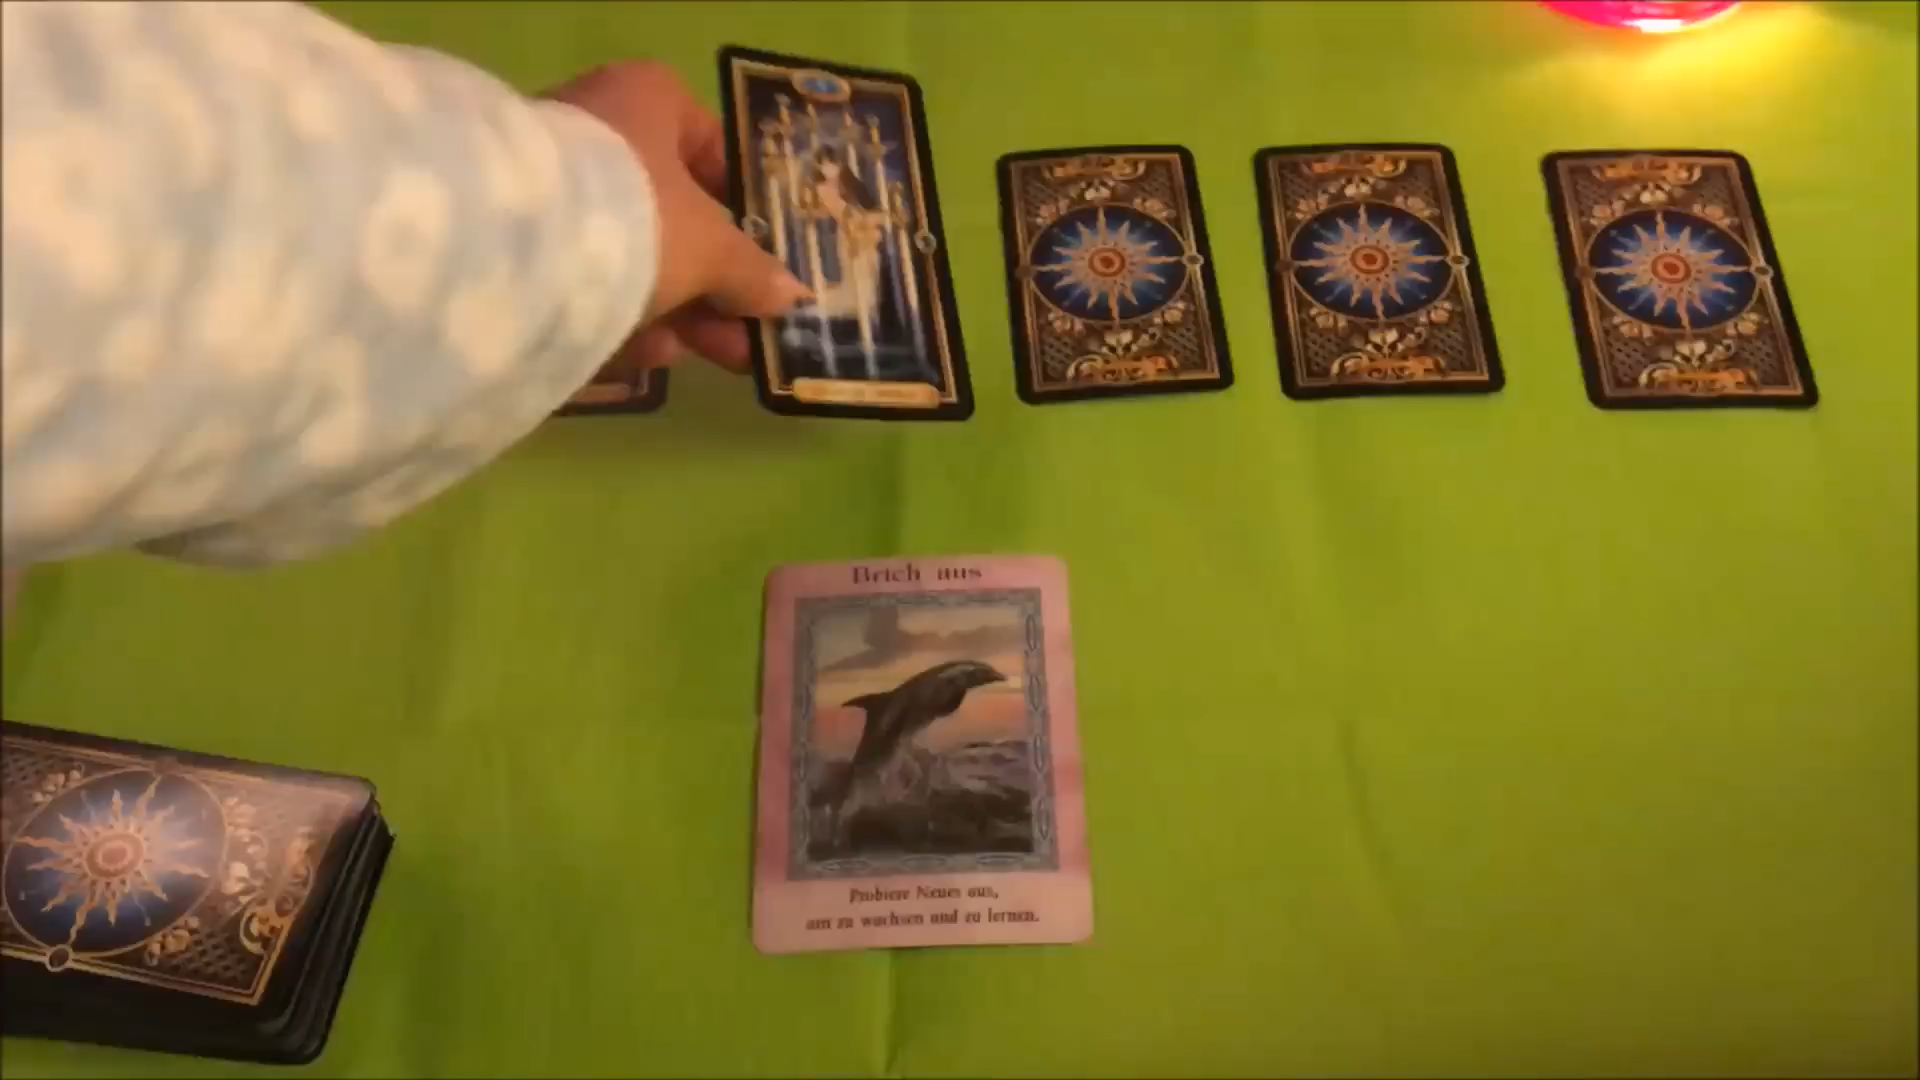 Brich aus
Probiere Neues aus,
um zu wachsen und zu lernen.